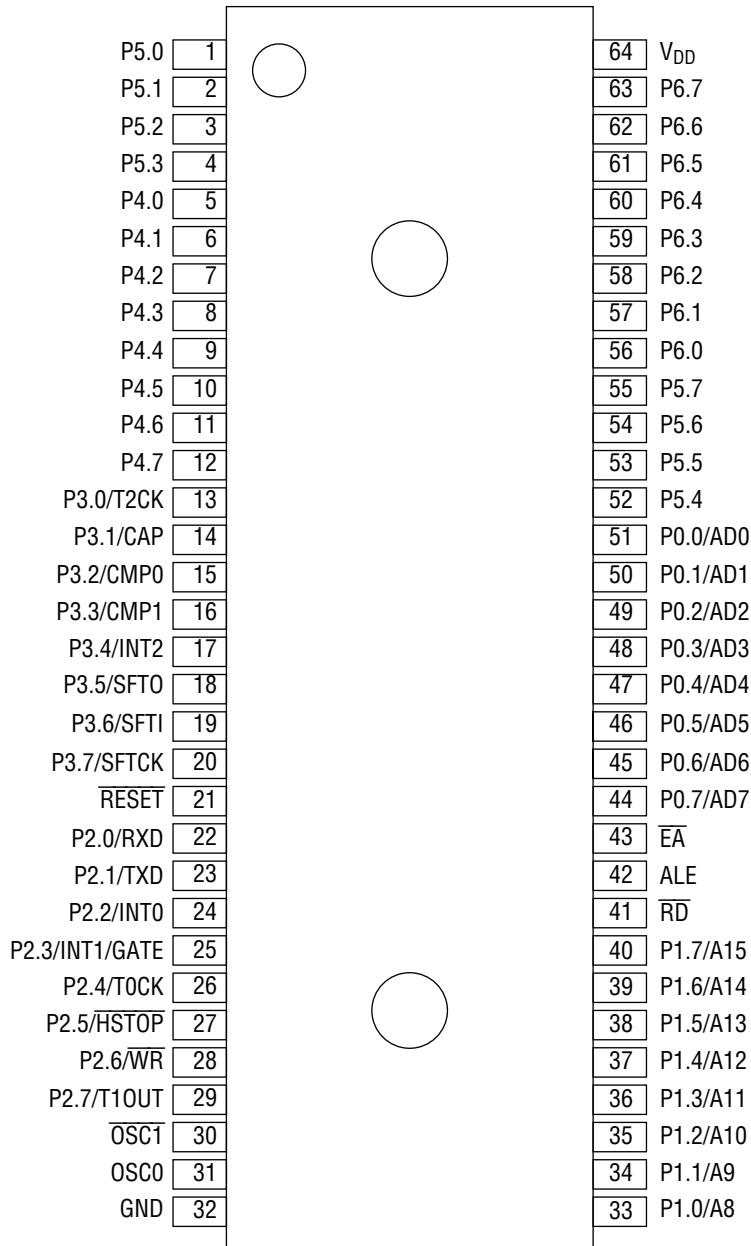 P5.0 1 64 VDD
P5.1 2 63 P6.7
P5.2 3 62 P6.6
P5.3 4 61 P6.5
P4.0 5 60 P6.4
P4.1 6 59 P6.3
P4.2 7 58 P6.2
P4.3 8 57 P6.1
P4.4 9 56 P6.0
P4.5 10 55 P5.7
P4.6 11 54 P5.6
P4.7 12 53 P5.5
P3.0/T2CK 13 52 P5.4
P3.1/CAP 14 51 P0.0/AD0
P3.2/CMP0 15 50 P0.1/AD1
P3.3/CMP1 16 49 P0.2/AD2
P3.4/INT2 17 48 P0.3/AD3
P3.5/SFTO 18 47 P0.4/AD4
P3.6/SFTI 19 46 P0.5/AD5
P3.7/SFTCK 20 45 P0.6/AD6
R̅E̅S̅E̅T̅ 21 44 P0.7/AD7
P2.0/RXD 22 43 E̅A̅
P2.1/TXD 23 42 ALE
P2.2/INT0 24 41 R̅D̅
P2.3/INT1/GATE 25 40 P1.7/A15
P2.4/T0CK 26 39 P1.6/A14
P2.5/H̅S̅T̅O̅P̅ 27 38 P1.5/A13
P2.6/W̅R̅ 28 37 P1.4/A12
P2.7/T1OUT 29 36 P1.3/A11
O̅S̅C̅1̅ 30 35 P1.2/A10
OSC0 31 34 P1.1/A9
GND 32 33 P1.0/A8